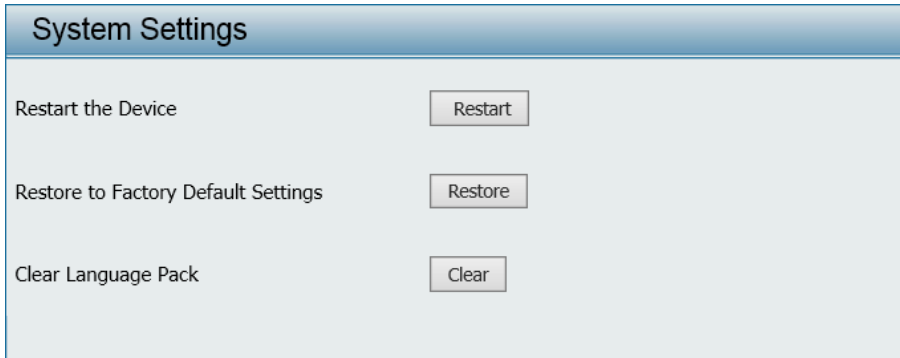 System Settings
Restart the Device Restart
Restore to Factory Default Settings Restore
Clear Language Pack Clear